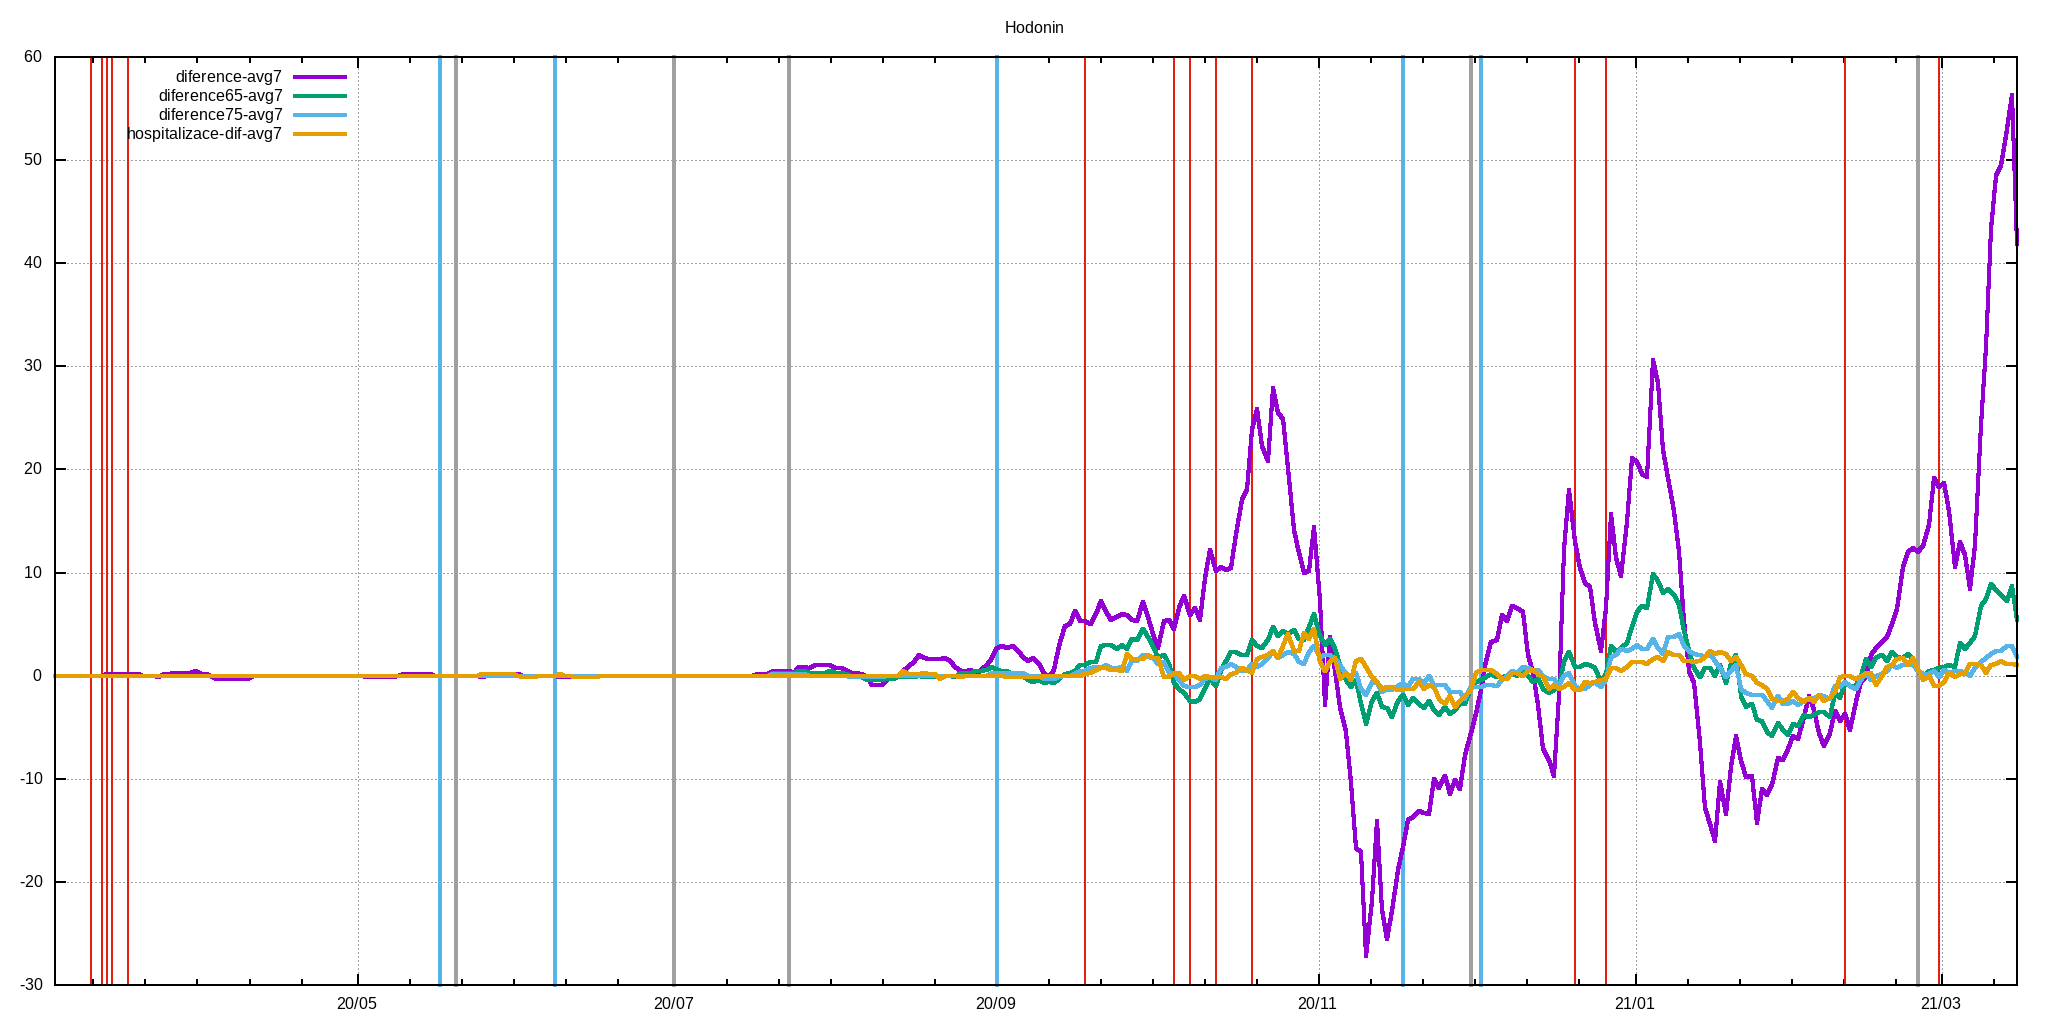 Hodonin
60
diference-avg7
diference65-avg7
diference75-avg7
hospitalizace-dif-avg7
50
40
30
20
10
0
-10
-20
-30
20/05 20/07 20/09 20/11 21/01 21/03